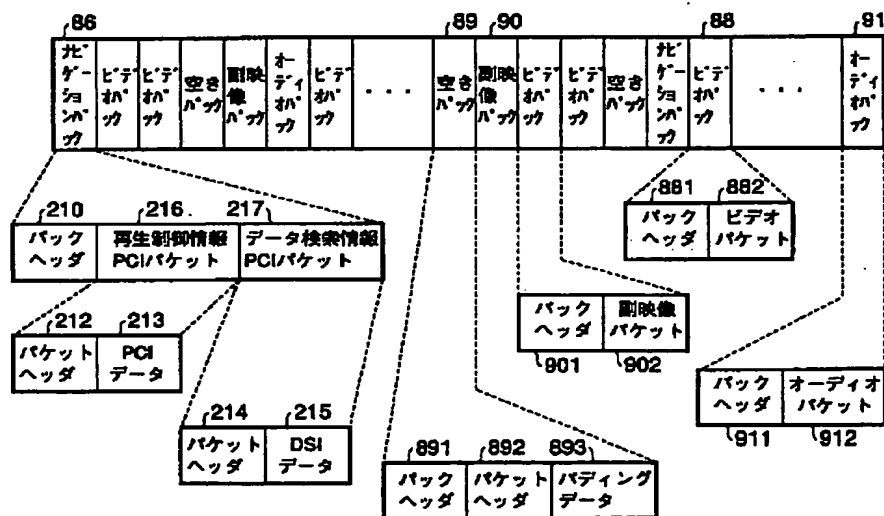 86
89
90
88
91
ナビゲーションパック
ビデオパック
ビデオパック
空きパック
副映像パック
オーディオパック
ビデオパック
・・・
空きパック
副映像パック
ビデオパック
ビデオパック
空きパック
ナビゲーションパック
ビデオパック
・・・
オーディオパック
210
216.
217
パック
ヘッダ
再生制御情報
PCIパケット
データ検索情報
PCIパケット
881
882
パック
ヘッダ
ビデオ
パケット
212
213
パケット
ヘッダ
PCI
データ
パック
ヘッダ
副映像
パケット
901
902
214
215
パケット
ヘッダ
DSI
データ
パック
ヘッダ
オーディオ
パケット
911
912
891
892
893
パック
ヘッダ
パケット
ヘッダ
パディング
データ